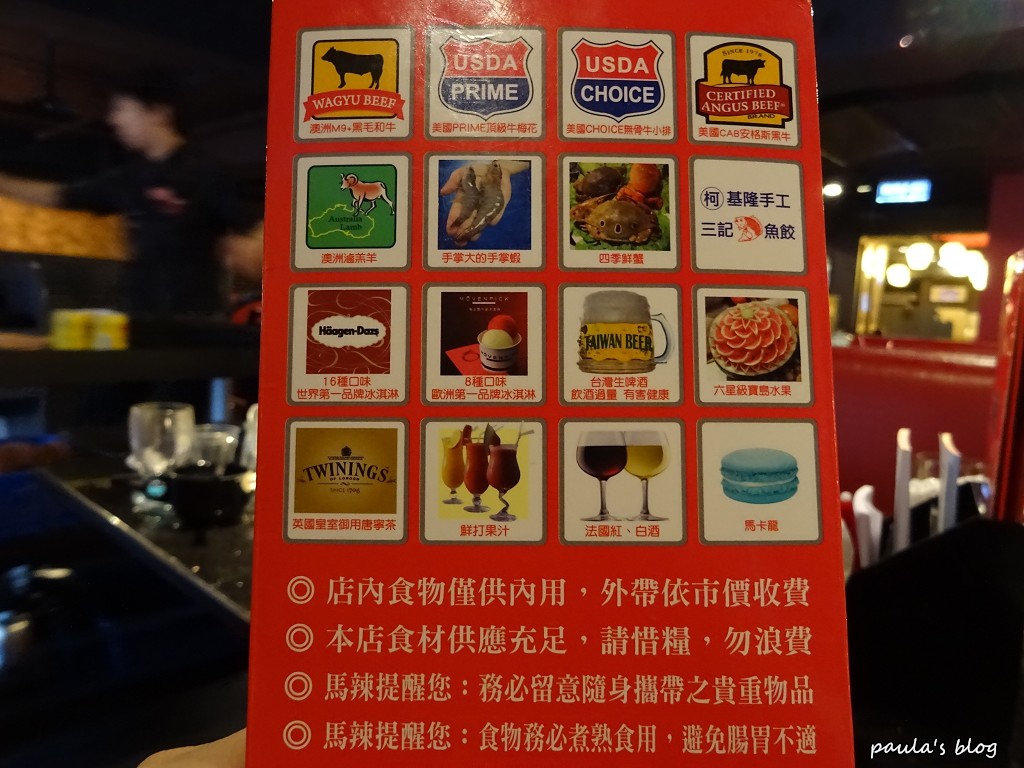 WAGYU BEEF
澳洲M9+黑毛和牛
USDA
PRIME
美國PRIME頂級牛梅花
USDA
CHOICE
美國CHOICE無骨牛小排
SINCE 1978
CERTIFIED
ANGUS BEEF®
BRAND
美國CAB安格斯黑牛
Australia
Lamb
澳洲滷羔羊
手掌大的手掌蝦
四季鮮蟹
柯 基隆手工
三記 魚餃
Häagen-Dazs
16種口味
世界第一品牌冰淇淋
MÖVENPICK
8種口味
歐洲第一品牌冰淇淋
TAIWAN BEER
台灣生啤酒
飲酒過量 有害健康
六星級寶島水果
TWININGS
OF LONDON
SINCE 1706
英國皇室御用唐寧茶
鮮打果汁
法國紅、白酒
馬卡龍
◎ 店內食物僅供內用，外帶依市價收費
◎ 本店食材供應充足，請惜糧，勿浪費
◎ 馬辣提醒您：務必留意隨身攜帶之貴重物品
◎ 馬辣提醒您：食物務必煮熟食用，避免腸胃不適
paula's blog